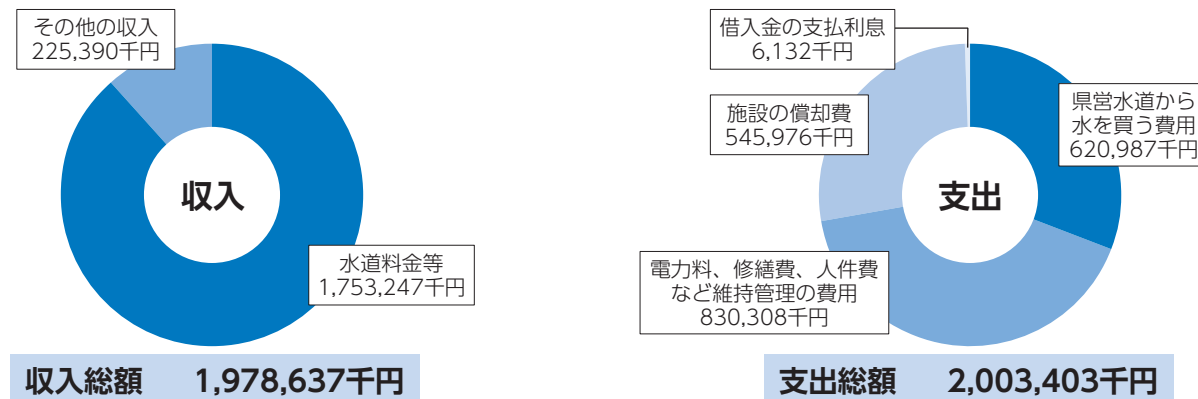 その他の収入
225,390千円
収入
水道料金等
1,753,247千円
収入総額 1,978,637千円
借入金の支払利息
6,132千円
県営水道から
水を買う費用
620,987千円
施設の償却費
545,976千円
支出
電力料、修繕費、人件費
など維持管理の費用
830,308千円
支出総額 2,003,403千円